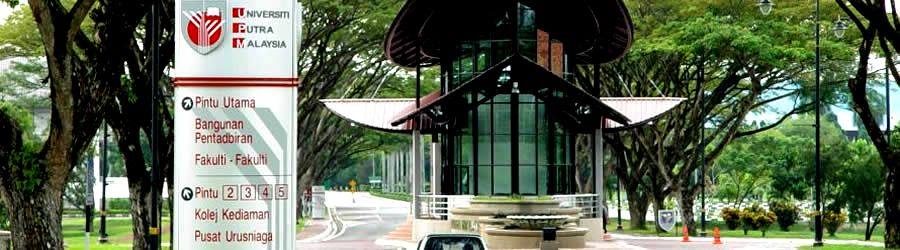 UNIVERSITI
PUTRA
MALAYSIA
Pintu Utama
Bangunan
Pentadbiran
Fakulti - Fakulti
Pintu 2 3 4 5
Kolej Kediaman
Pusat Urusniaga